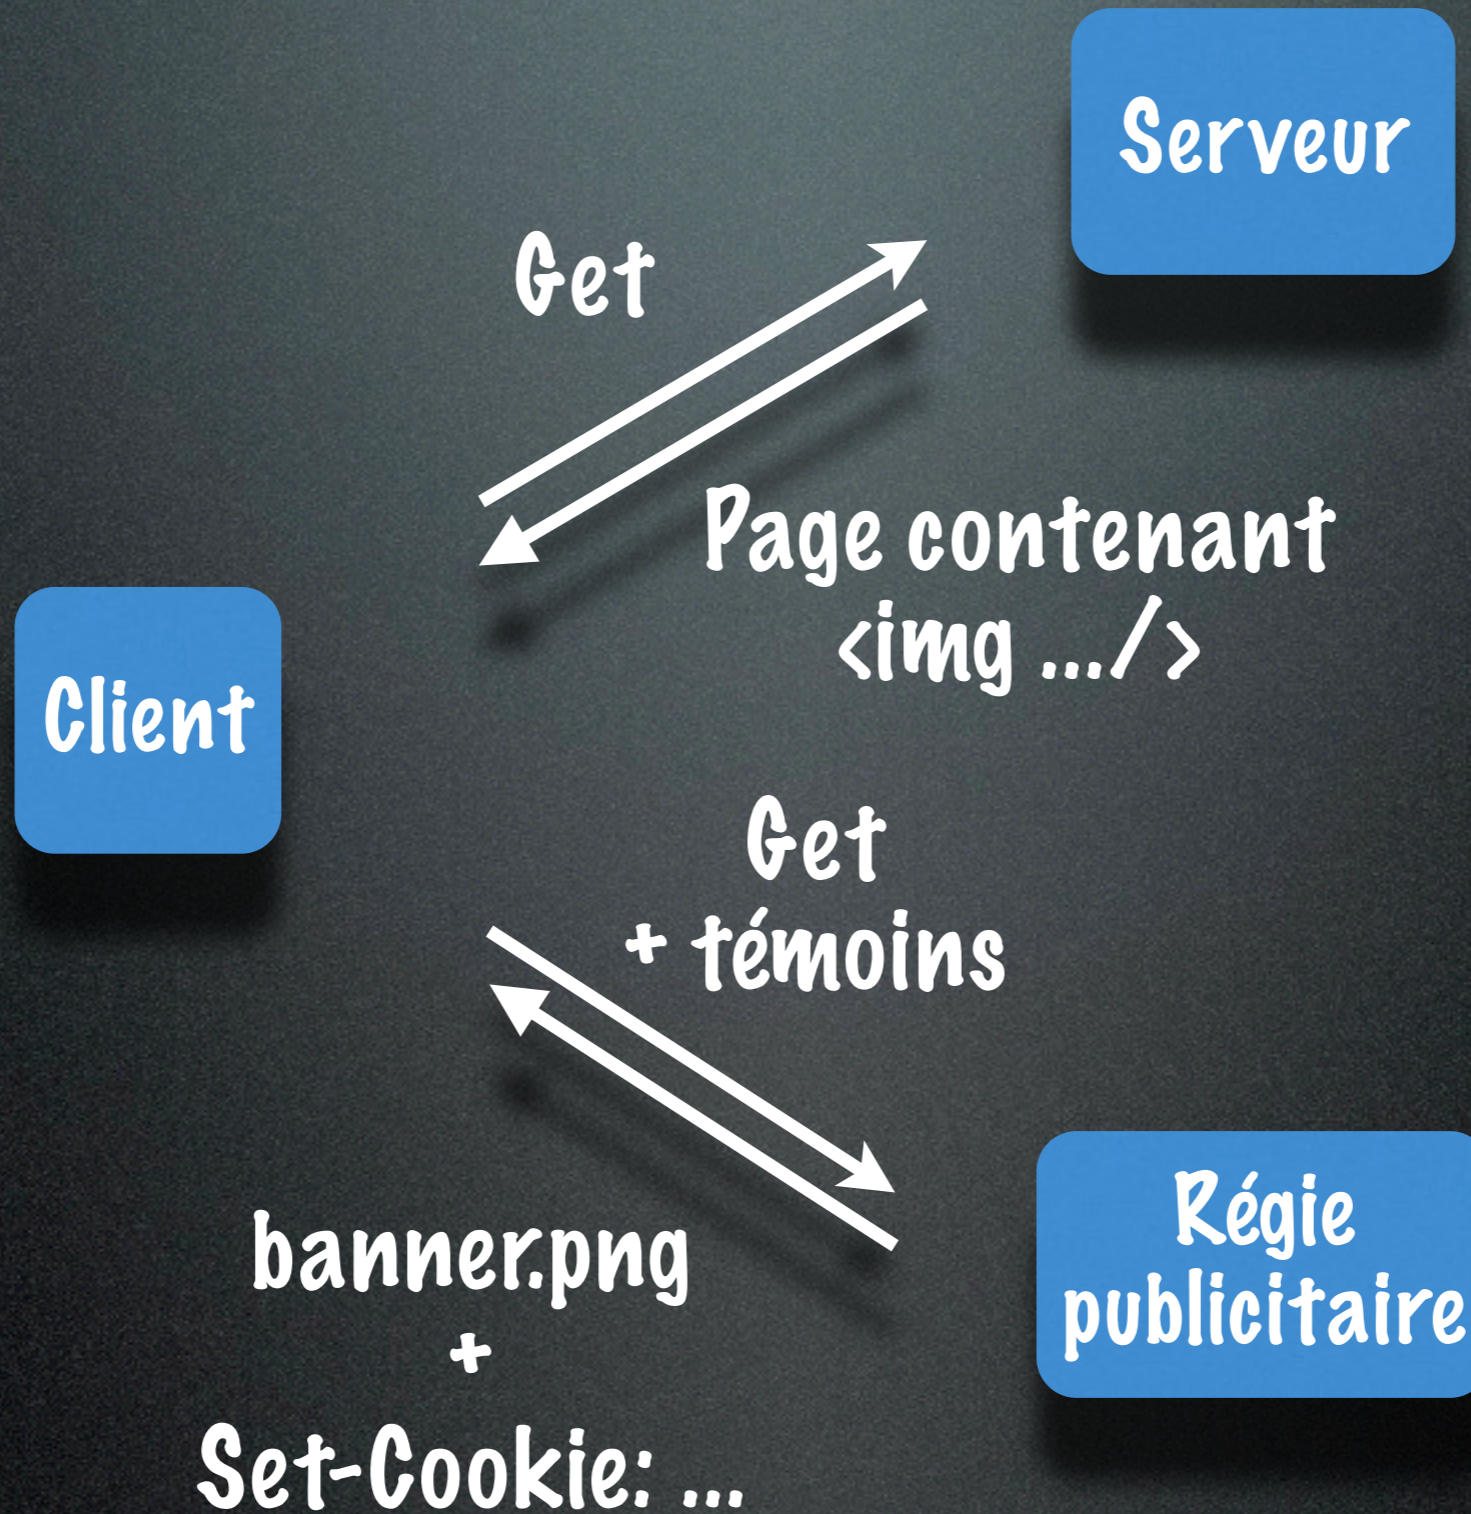 Serveur
Get
Page contenant
<img .../>
Client
Get
+ témoins
banner.png
+
Set-Cookie: ...
Régie
publicitaire